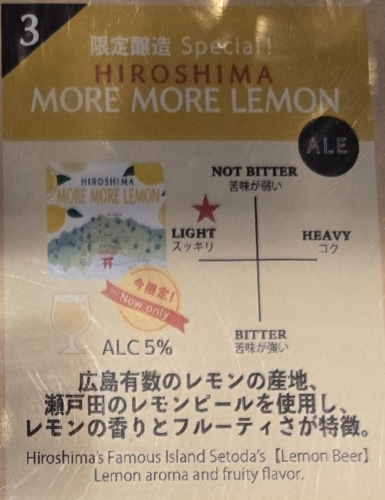 3
限定醸造 Special!
HIROSHIMA
MORE MORE LEMON
ALE
HIROSHIMA
MORE MORE LEMON
NOT BITTER
苦味が弱い
LIGHT
スッキリ
HEAVY
コク
今限定!
Now only
ALC 5%
BITTER
苦味が強い
広島有数のレモンの産地、
瀬戸田のレモンピールを使用し、
レモンの香りとフルーティさが特徴。
Hiroshima's Famous Island Setoda's【Lemon Beer】
Lemon aroma and fruity flavor.